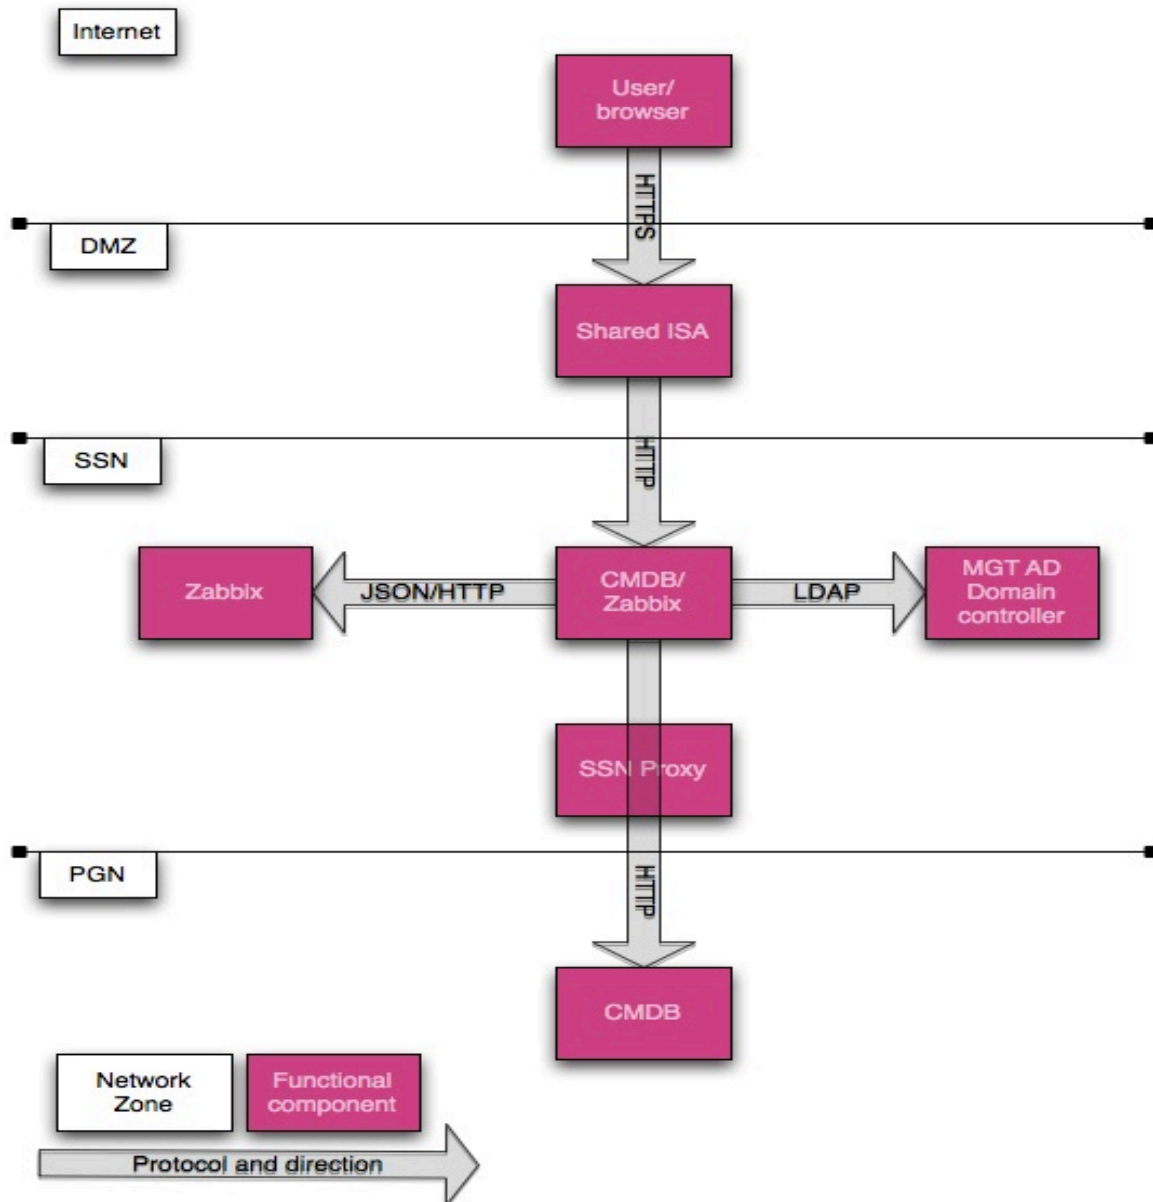 Internet
User/
browser
HTTPS
DMZ
Shared ISA
HTTP
SSN
Zabbix
JSON/HTTP
CMDB/
Zabbix
LDAP
MGT AD
Domain
controller
SSN Proxy
PGN
HTTP
CMDB
Network
Zone
Functional
component
Protocol and direction